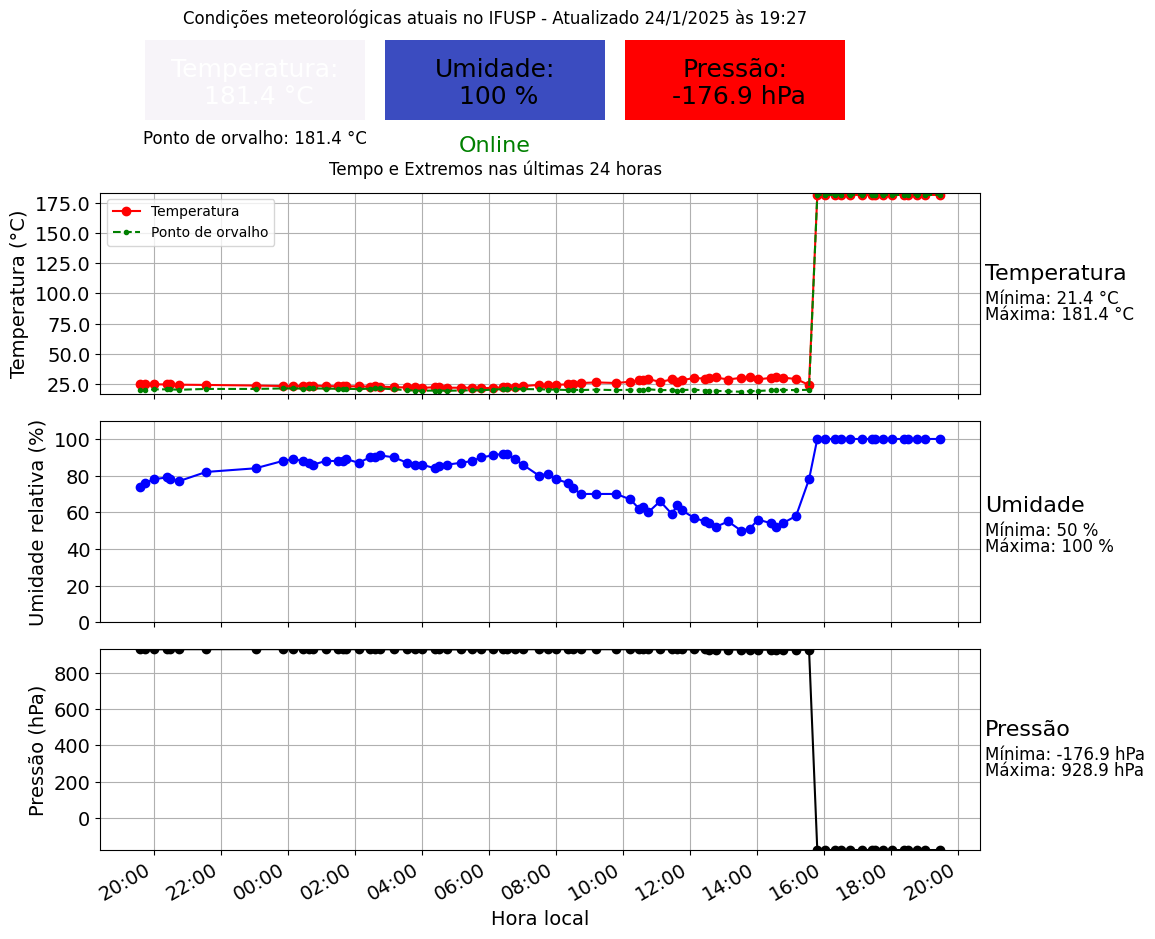 Condições meteorológicas atuais no IFUSP - Atualizado 24/1/2025 às 19:27
Temperatura:
181.4 °C
Umidade:
100 %
Pressão:
-176.9 hPa
Ponto de orvalho: 181.4 °C
Online
Tempo e Extremos nas últimas 24 horas
Temperatura (°C)
175.0
150.0
125.0
100.0
75.0
50.0
25.0
Temperatura
Ponto de orvalho
Temperatura
Mínima: 21.4 °C
Máxima: 181.4 °C
Umidade relativa (%)
100
80
60
40
20
0
Umidade
Mínima: 50 %
Máxima: 100 %
Pressão (hPa)
800
600
400
200
0
Pressão
Mínima: -176.9 hPa
Máxima: 928.9 hPa
20:00 22:00 00:00 02:00 04:00 06:00 08:00 10:00 12:00 14:00 16:00 18:00 20:00
Hora local